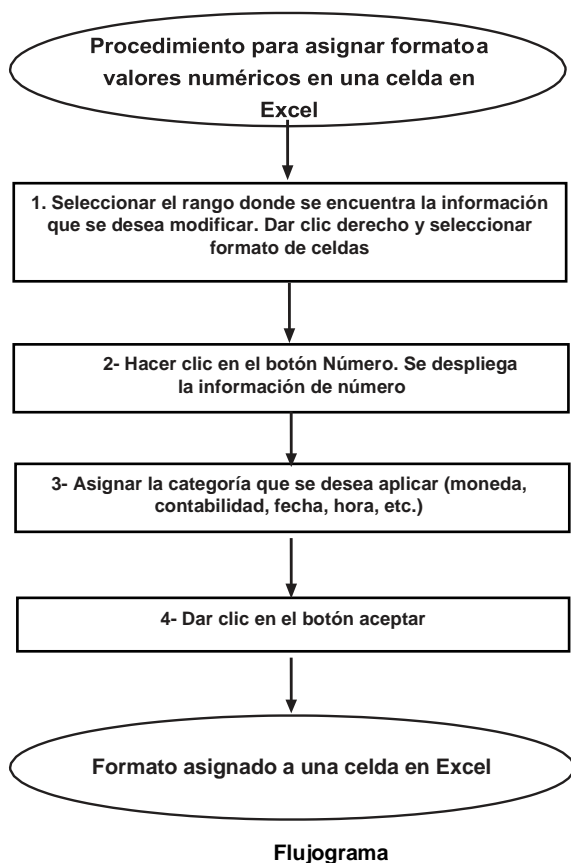 Procedimiento para asignar formato a
valores numéricos en una celda en
Excel
1. Seleccionar el rango donde se encuentra la información
que se desea modificar. Dar clic derecho y seleccionar
formato de celdas
2- Hacer clic en el botón Número. Se despliega
la información de número
3- Asignar la categoría que se desea aplicar (moneda,
contabilidad, fecha, hora, etc.)
4- Dar clic en el botón aceptar
Formato asignado a una celda en Excel
Flujograma